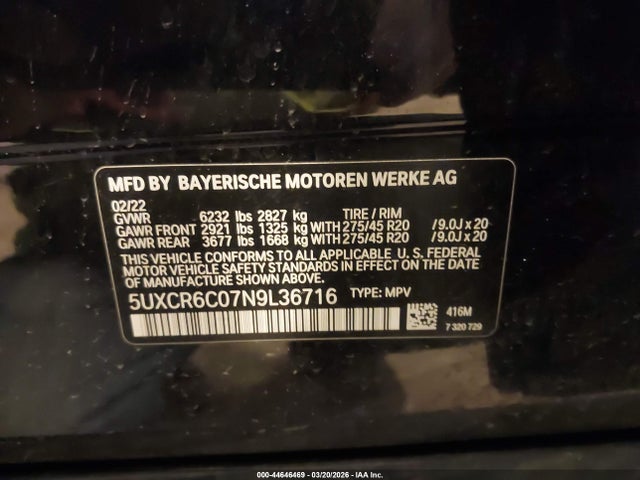 MFD BY BAYERISCHE MOTOREN WERKE AG
02/22
GVWR 6232 lbs 2827 kg TIRE / RIM
GAWR FRONT 2921 lbs 1325 kg WITH 275/45 R20 /9.0J x 20
GAWR REAR 3677 lbs 1668 kg WITH 275/45 R20 /9.0J x 20
THIS VEHICLE CONFORMS TO ALL APPLICABLE U. S. FEDERAL
MOTOR VEHICLE SAFETY STANDARDS IN EFFECT ON THE DATE
OF MANUFACTURE SHOWN ABOVE.
5UXCR6C07N9L36716 TYPE: MPV
416M
7 320 729
000-44646469 - 03/20/2026 - IAA Inc.